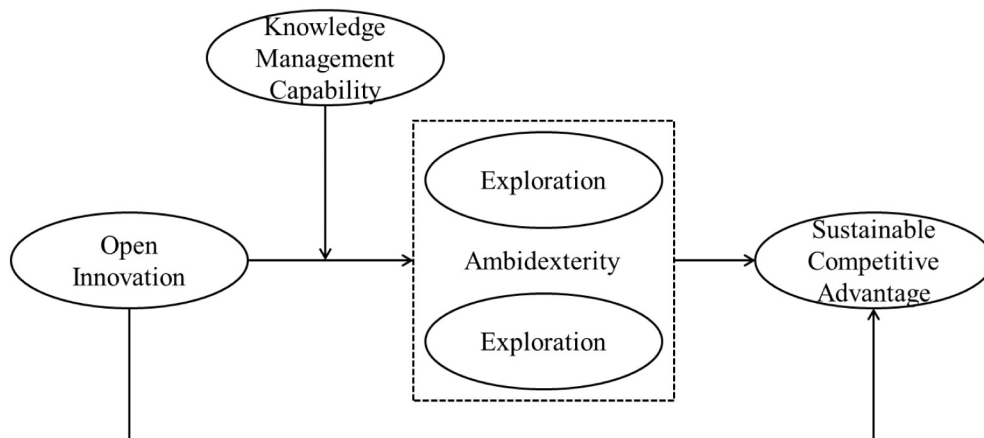 Knowledge
Management
Capability
Exploration
Open
Innovation
Ambidexterity
Sustainable
Competitive
Advantage
Exploration